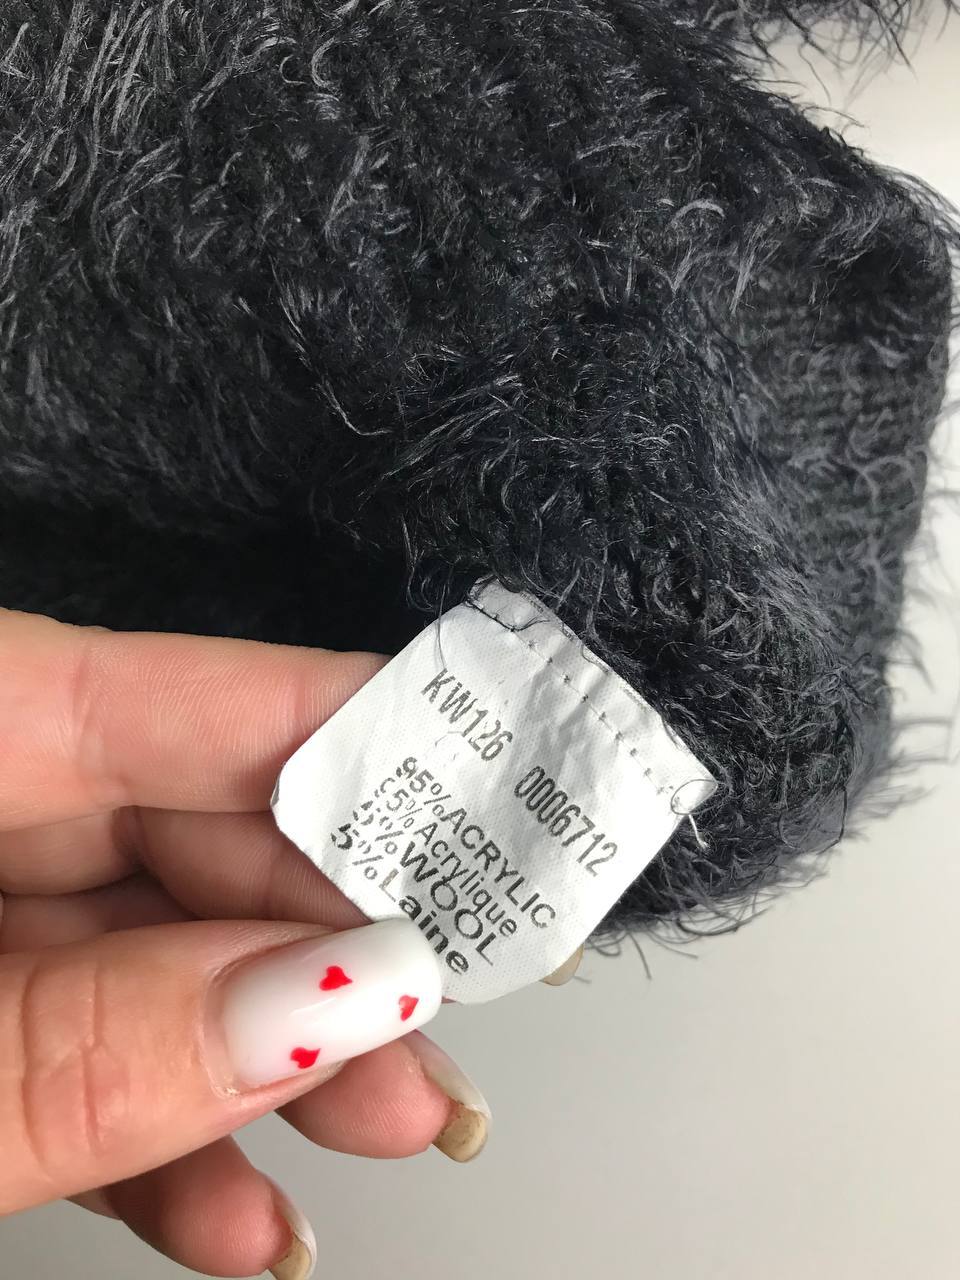 KW126 0006712
95%ACRYLIC
95%Acrylique
5%WOOL
5%Laine